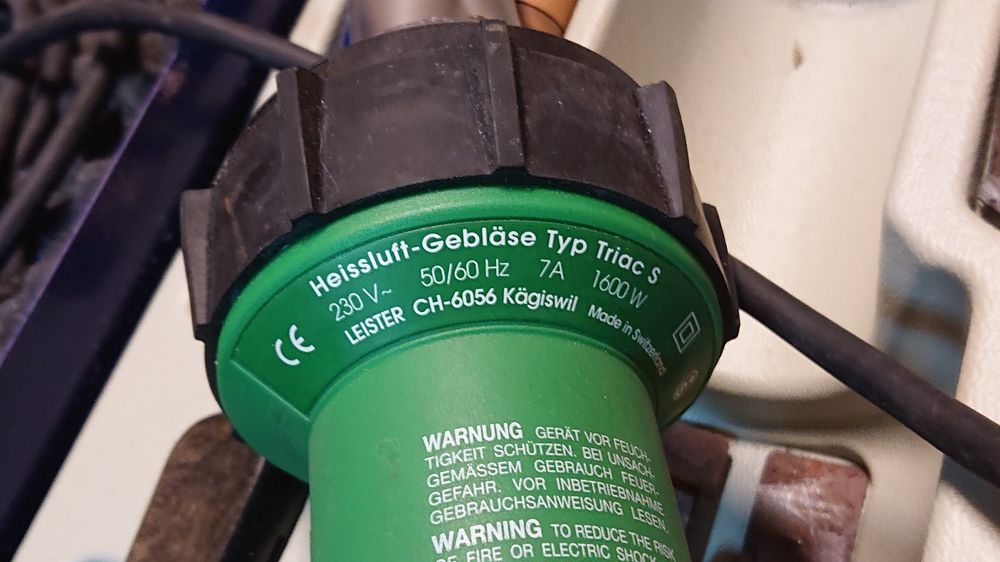 Heissluft-Gebläse Typ Triac S
230 V~ 50/60 Hz 7A 1600 W
LEISTER CH-6056 Kägiswil Made in Switzerland
CE
WARNUNG GERÄT VOR FEUCH-
TIGKEIT SCHÜTZEN. BEI UNSACH-
GEMÄSSEM GEBRAUCH FEUER-
GEFAHR. VOR INBETRIEBNAHME
GEBRAUCHSANWEISUNG LESEN.
WARNING TO REDUCE THE RISK
OF FIRE OR ELECTRIC SHOCK,